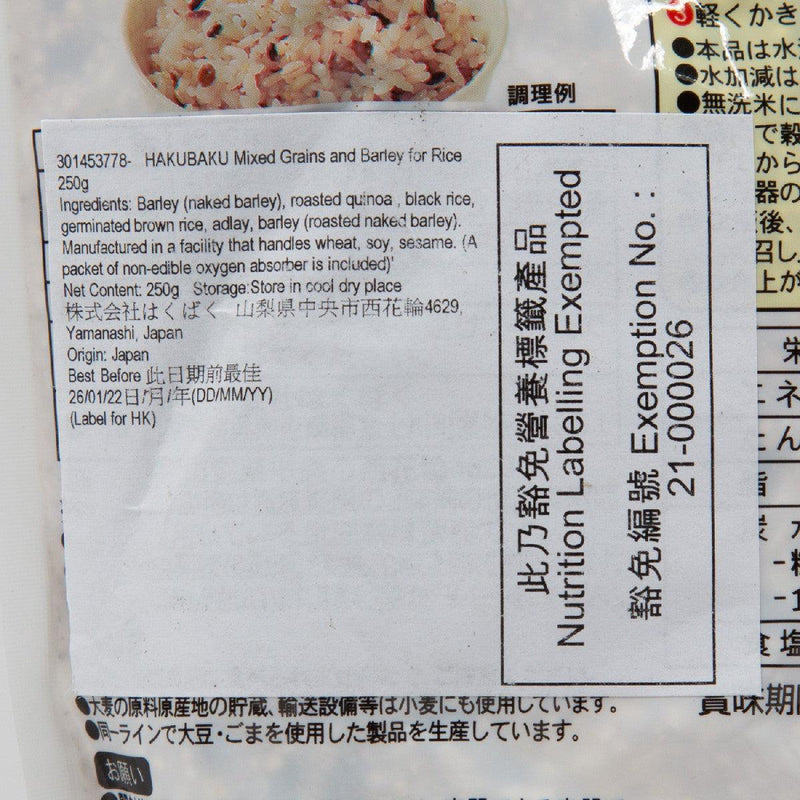 調理例
軽くかき
●本品は水
●水加減は
●無洗米に
で穀
から
器の
後、
召し
上が
301453778- HAKUBAKU Mixed Grains and Barley for Rice
250g
Ingredients: Barley (naked barley), roasted quinoa , black rice,
germinated brown rice, adlay, barley (roasted naked barley).
Manufactured in a facility that handles wheat, soy, sesame. (A
packet of non-edible oxygen absorber is included)'
Net Content: 250g Storage:Store in cool dry place
株式会社はくばく 山梨県中央市西花輪4629,
Yamanashi, Japan
Origin: Japan
Best Before 此日期前最佳
26/01/22日/月/年(DD/MM/YY)
(Label for HK)
此乃豁免營養標籤產品
Nutrition Labelling Exempted
豁免編號 Exemption No. :
21-000026
●大麦の原料原産地の貯蔵、輸送設備等は小麦にも使用しています。
●同一ラインで大豆・ごまを使用した製品を生産しています。
お願い
賞味期